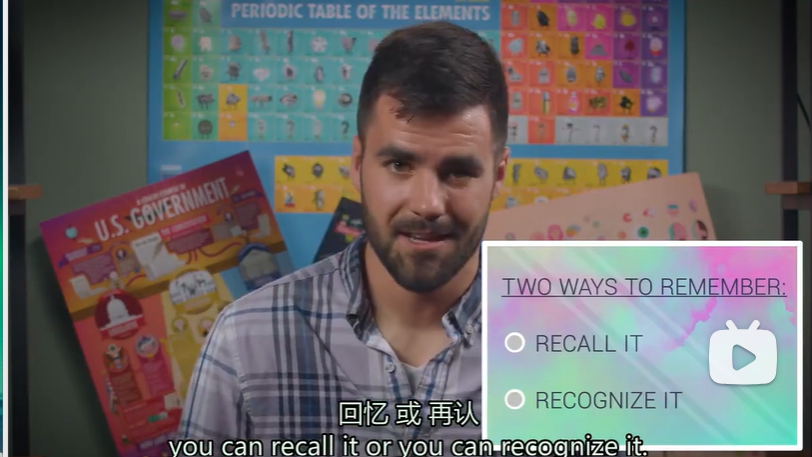 PERIODIC TABLE OF THE ELEMENTS
U.S. GOVERNMENT
TWO WAYS TO REMEMBER:
RECALL IT
RECOGNIZE IT
回忆 或 再认
you can recall it or you can recognize it.